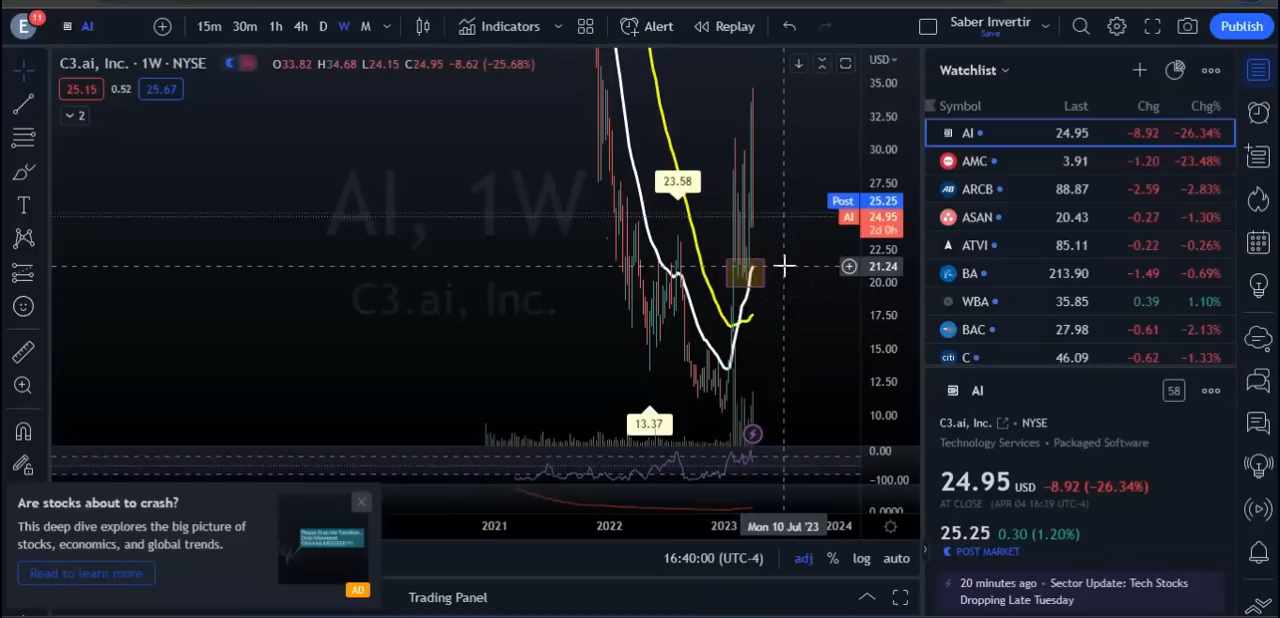 E 11 AI 15m 30m 1h 4h D W M Indicators Alert Replay Saber Invertir Save Publish
C3.ai, Inc. · 1W · NYSE O33.82 H34.68 L24.15 C24.95 -8.62 (-25.68%) USD
25.15 0.52 25.67
2
AI, 1W
C3.ai, Inc.
23.58
13.37
35.00
32.50
30.00
27.50
Post 25.25
AI 24.95
2d 0h
22.50
21.24
20.00
17.50
15.00
12.50
10.00
0.00
-100.00
0.0000
2021 2022 2023 Mon 10 Jul '23 2024
16:40:00 (UTC-4) adj % log auto
Trading Panel
Are stocks about to crash?
This deep dive explores the big picture of
stocks, economics, and global trends.
Read to learn more
AD
Watchlist
Symbol Last Chg Chg%
AI 24.95 -8.92 -26.34%
AMC 3.91 -1.20 -23.48%
ARCB 88.87 -2.59 -2.83%
ASAN 20.43 -0.27 -1.30%
ATVI 85.11 -0.22 -0.26%
BA 213.90 -1.49 -0.69%
WBA 35.85 0.39 1.10%
BAC 27.98 -0.61 -2.13%
citi C 46.09 -0.62 -1.33%
AI 58
C3.ai, Inc. · NYSE
Technology Services · Packaged Software
24.95 USD -8.92 (-26.34%)
AT CLOSE (APR 04 16:39 UTC-4)
25.25 0.30 (1.20%)
POST MARKET
20 minutes ago · Sector Update: Tech Stocks
Dropping Late Tuesday